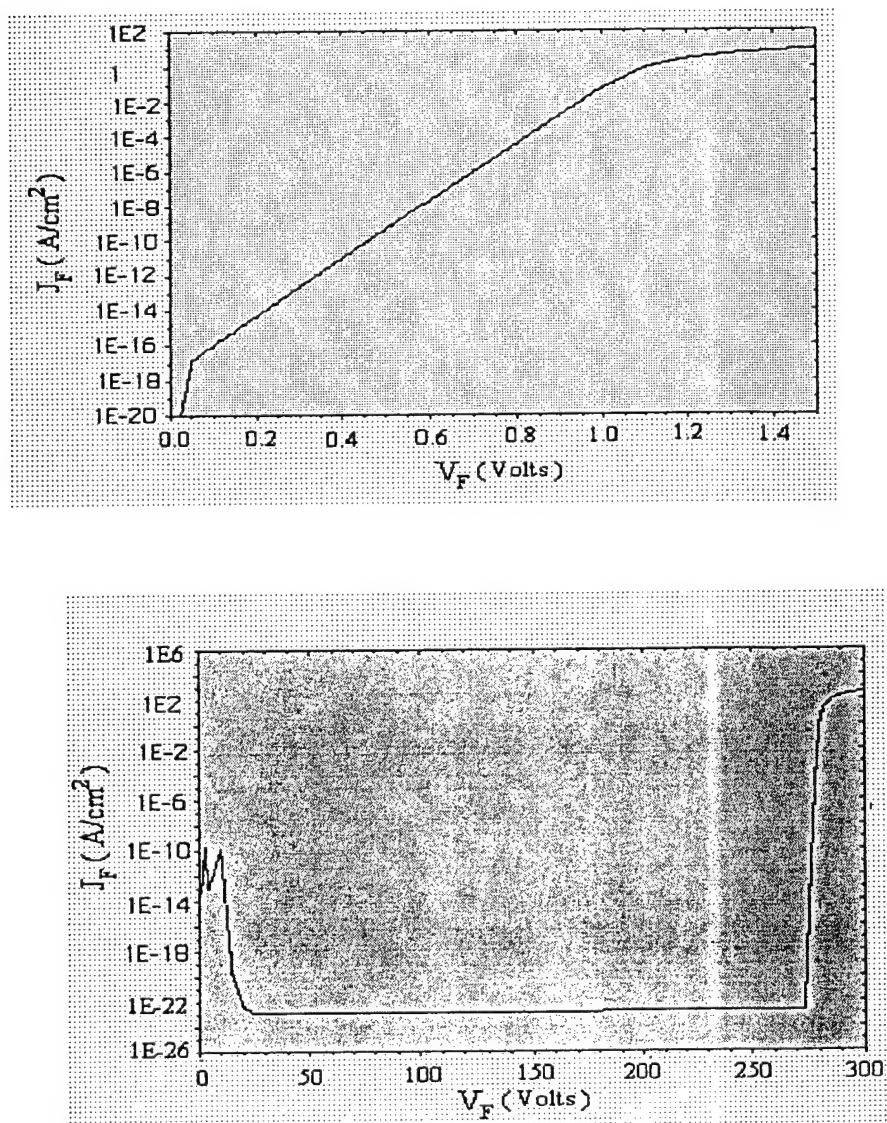 1E2
1
1E-2
1E-4
1E-6
1E-8
1E-10
1E-12
1E-14
1E-16
1E-18
1E-20
J_F (A/cm²)
0.0 0.2 0.4 0.6 0.8 1.0 1.2 1.4
V_F (Volts)
1E6
1E2
1E-2
1E-6
1E-10
1E-14
1E-18
1E-22
1E-26
J_F (A/cm²)
0 50 100 150 200 250 300
V_F (Volts)